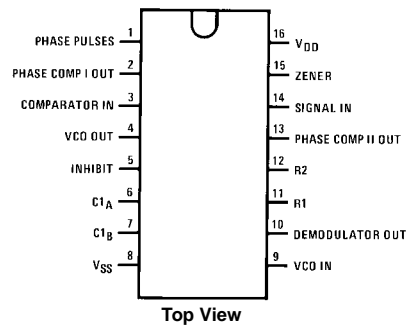 1 PHASE PULSES
2 PHASE COMP I OUT
3 COMPARATOR IN
4 VCO OUT
5 INHIBIT
6 C1A
7 C1B
8 VSS
16 VDD
15 ZENER
14 SIGNAL IN
13 PHASE COMP II OUT
12 R2
11 R1
10 DEMODULATOR OUT
9 VCO IN
Top View